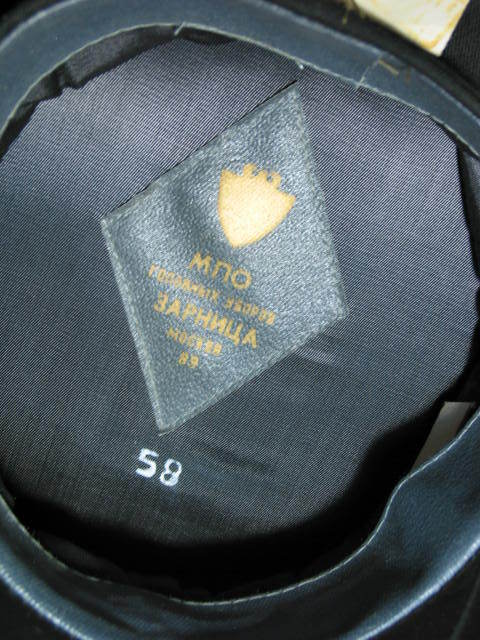 МПО
ГОЛОВНЫХ УБОРОВ
ЗАРНИЦА
МОСКВА
89
58